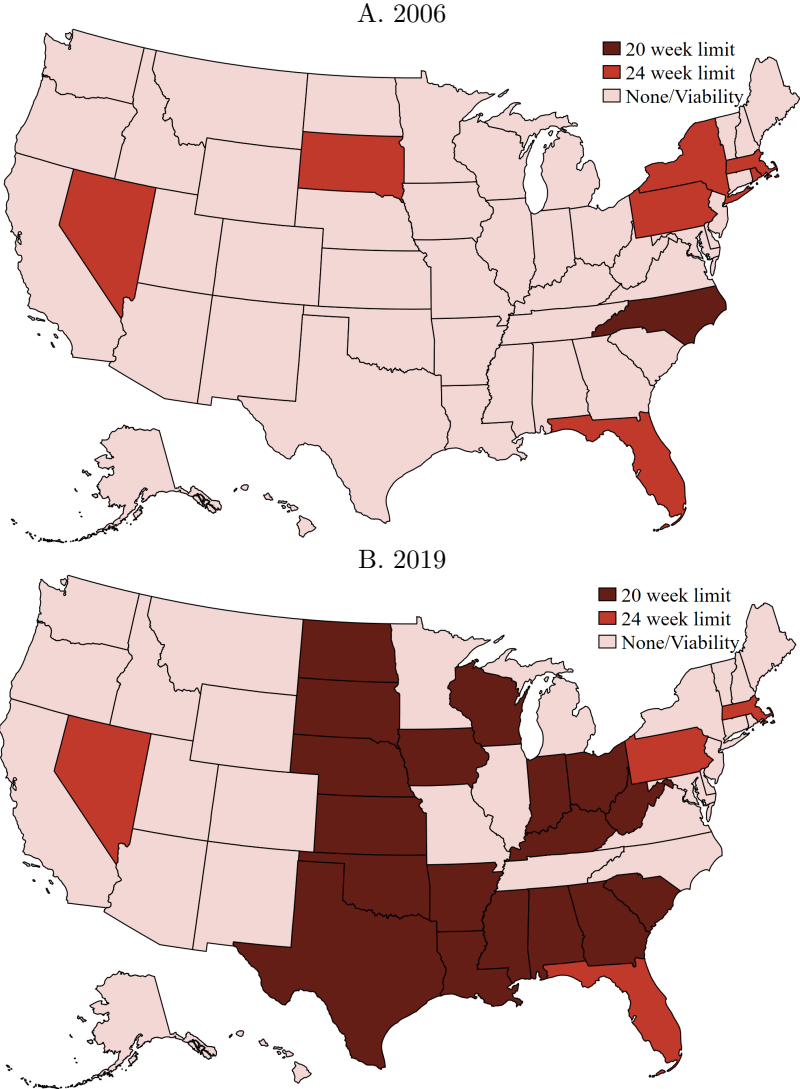 A. 2006
20 week limit
24 week limit
None/Viability
B. 2019
20 week limit
24 week limit
None/Viability